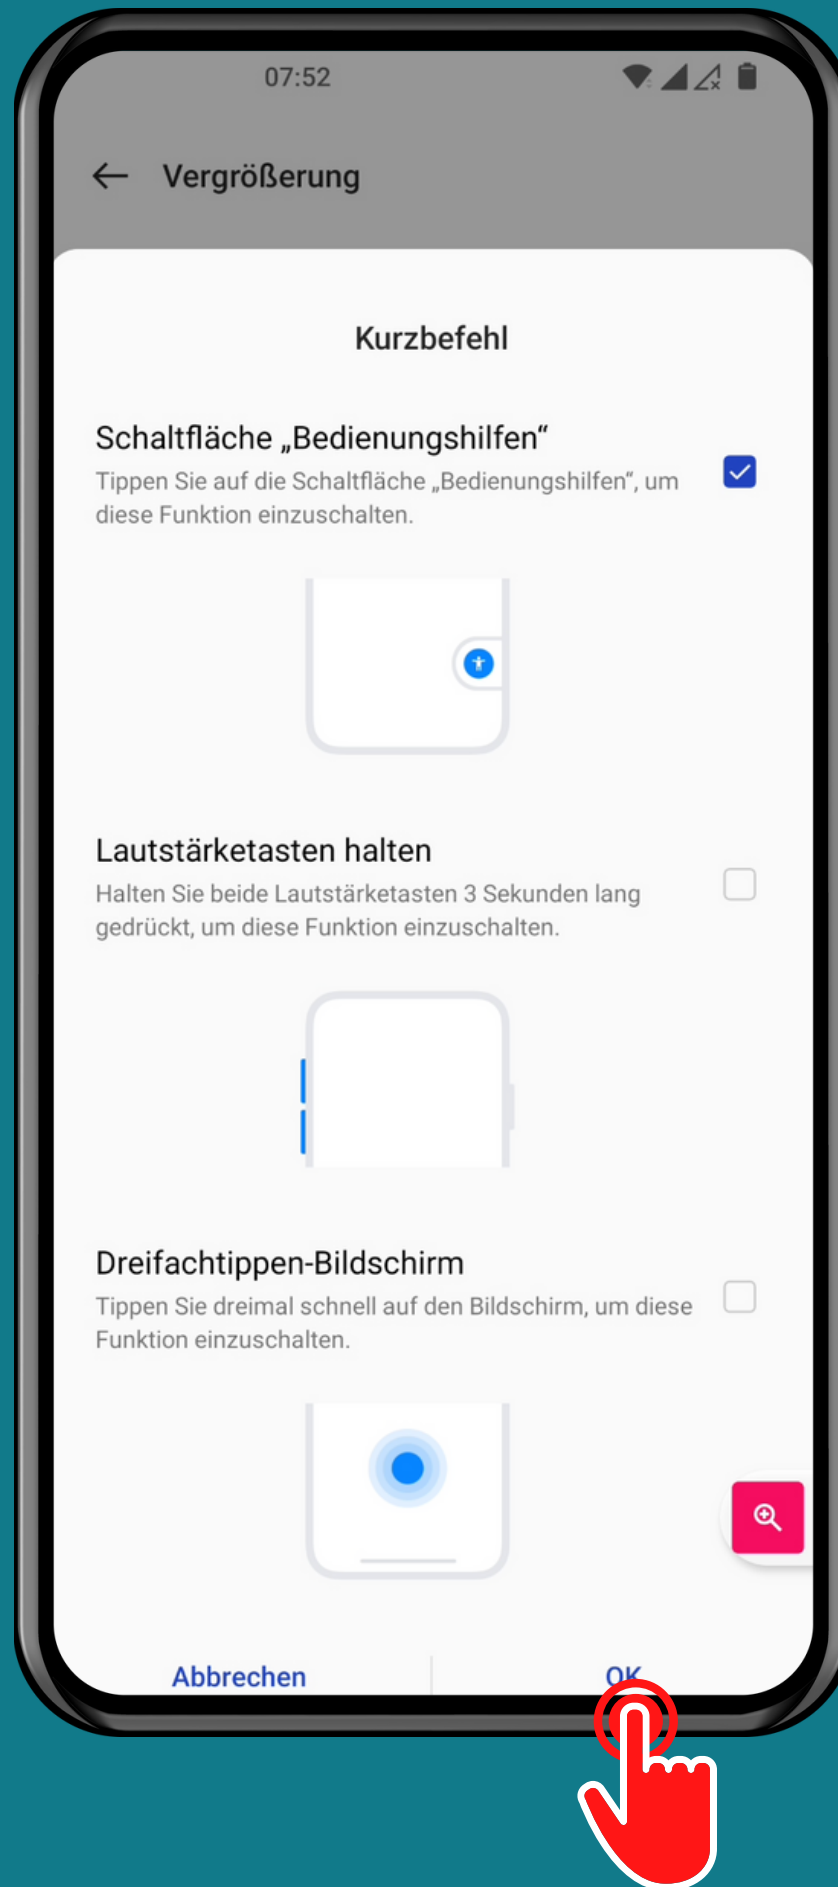 07:52
Vergrößerung
Kurzbefehl
Schaltfläche „Bedienungshilfen“
Tippen Sie auf die Schaltfläche „Bedienungshilfen“, um
diese Funktion einzuschalten.
Lautstärketasten halten
Halten Sie beide Lautstärketasten 3 Sekunden lang
gedrückt, um diese Funktion einzuschalten.
Dreifachtippen-Bildschirm
Tippen Sie dreimal schnell auf den Bildschirm, um diese
Funktion einzuschalten.
Abbrechen
OK